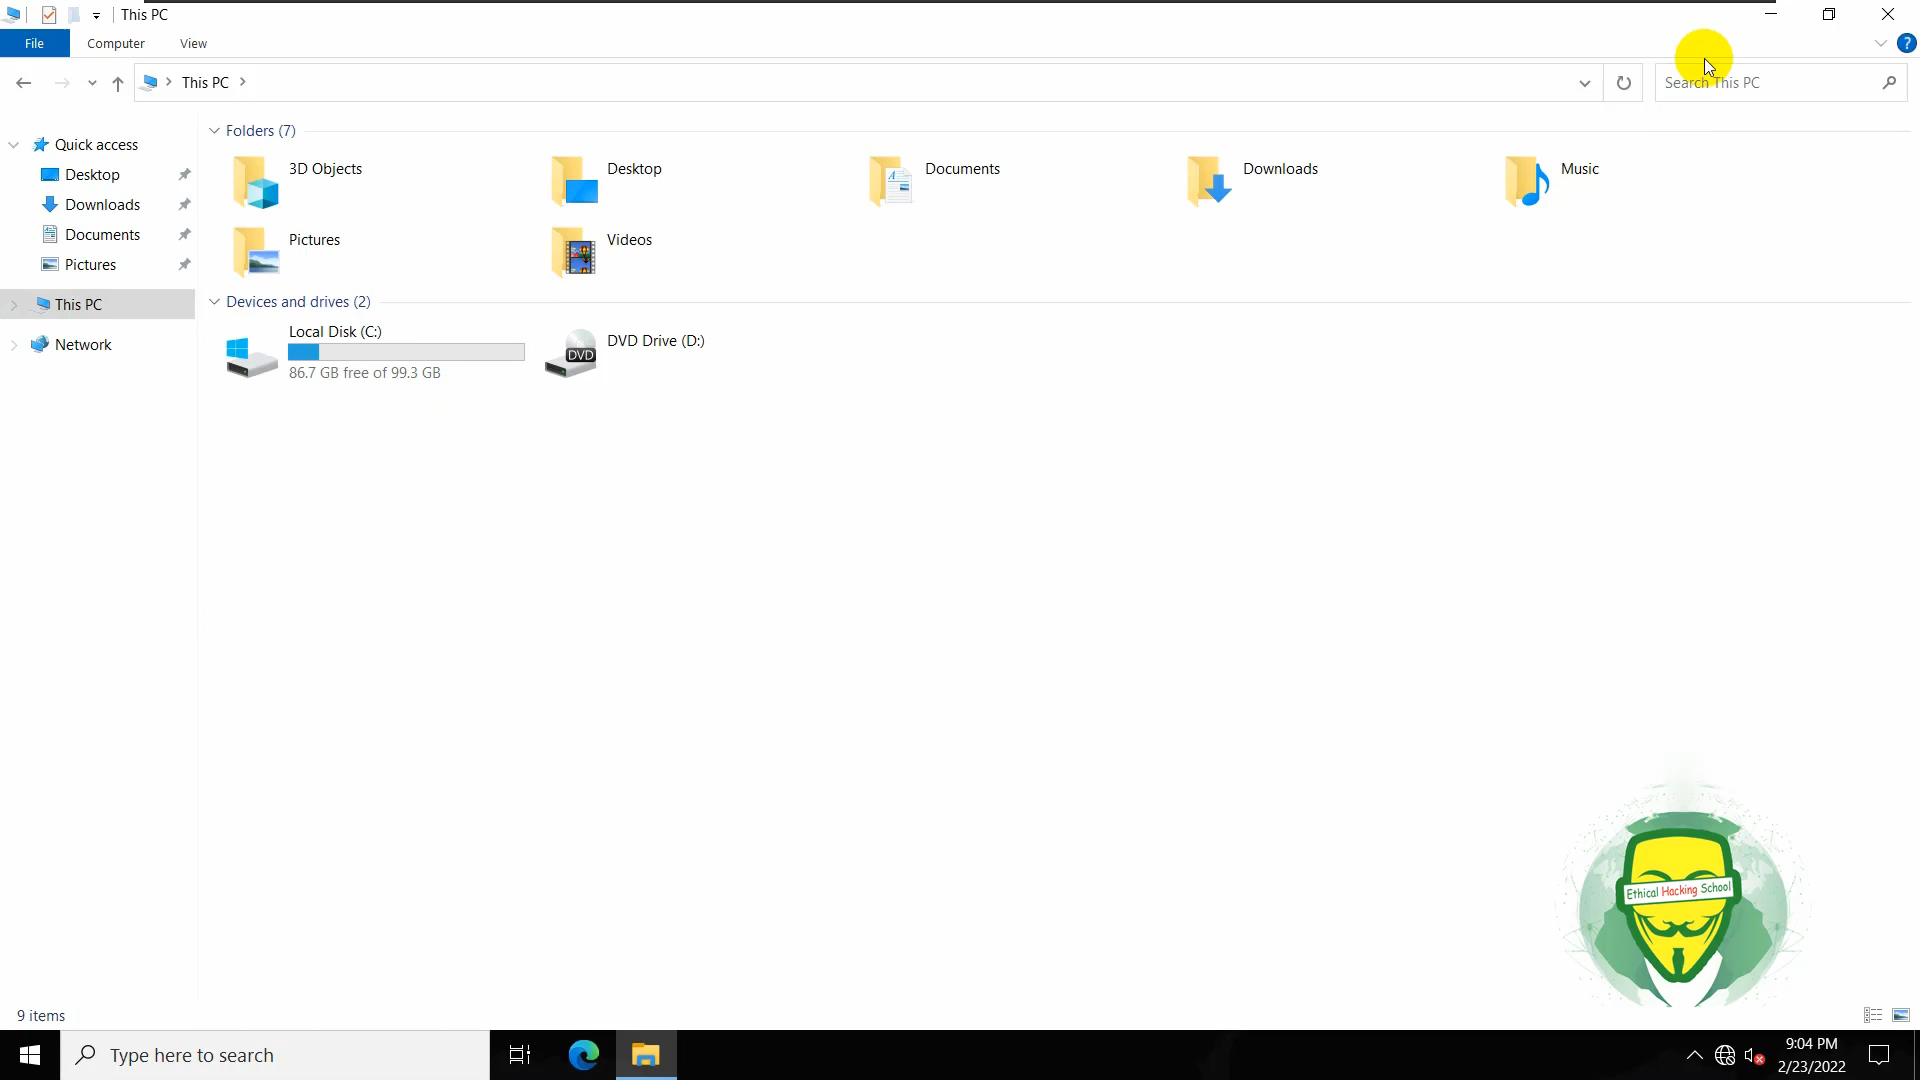 This PC
File
Computer
View
This PC
Search This PC
Quick access
Desktop
Downloads
Documents
Pictures
This PC
Network
Folders (7)
3D Objects
Desktop
Documents
Downloads
Music
Pictures
Videos
Devices and drives (2)
Local Disk (C:)
86.7 GB free of 99.3 GB
DVD
DVD Drive (D:)
Ethical Hacking School
9 items
Type here to search
9:04 PM
2/23/2022